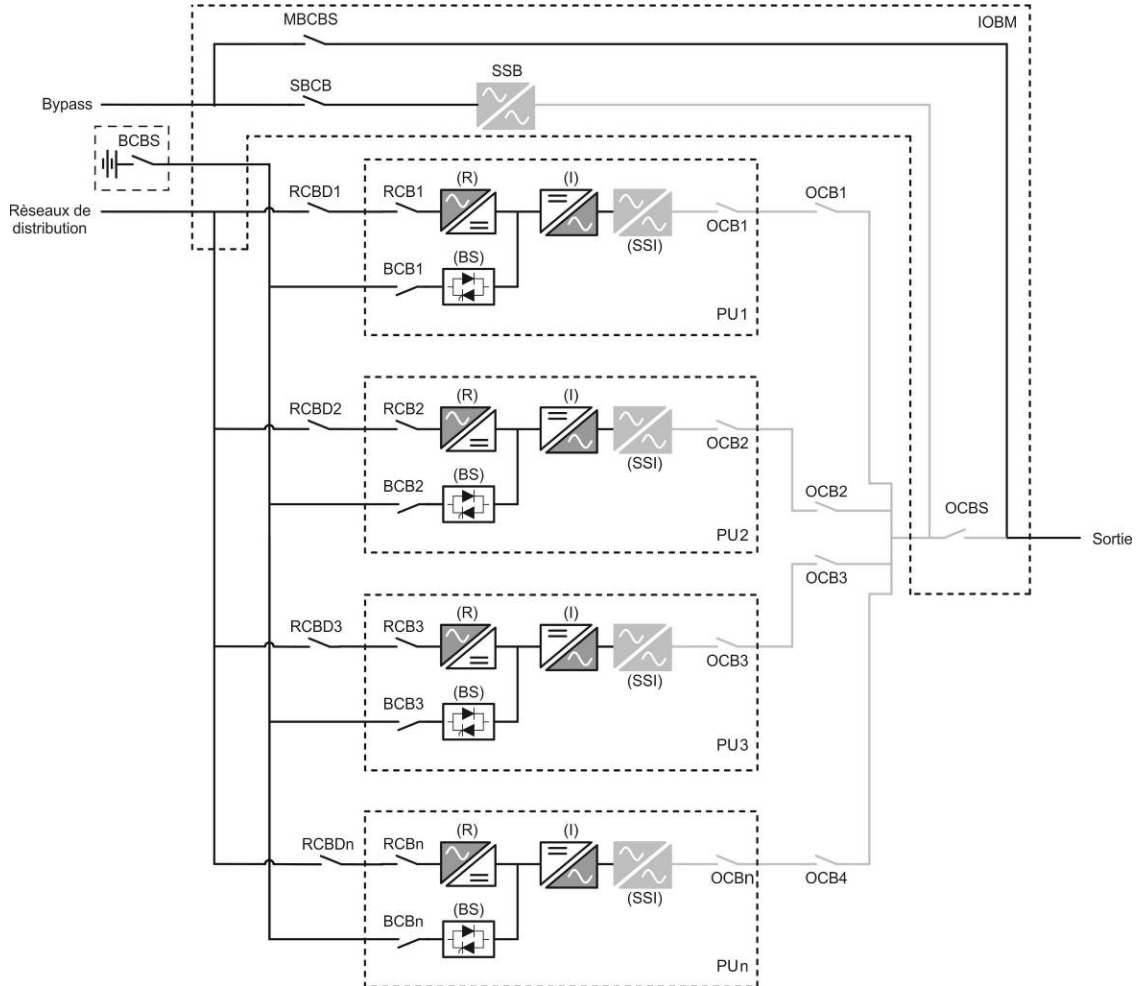 MBCBS
IOBM
SBCB
SSB
Bypass
BCBS
Rèseaux de
distribution
RCBD1
RCB1
(R)
(I)
(SSI)
OCB1
OCB1
BCB1
(BS)
PU1
RCBD2
RCB2
(R)
(I)
(SSI)
OCB2
BCB2
(BS)
PU2
OCB2
OCBS
Sortie
OCB3
RCBD3
RCB3
(R)
(I)
(SSI)
OCB3
BCB3
(BS)
PU3
RCBDn
RCBn
(R)
(I)
(SSI)
OCBn
OCB4
BCBn
(BS)
PUn